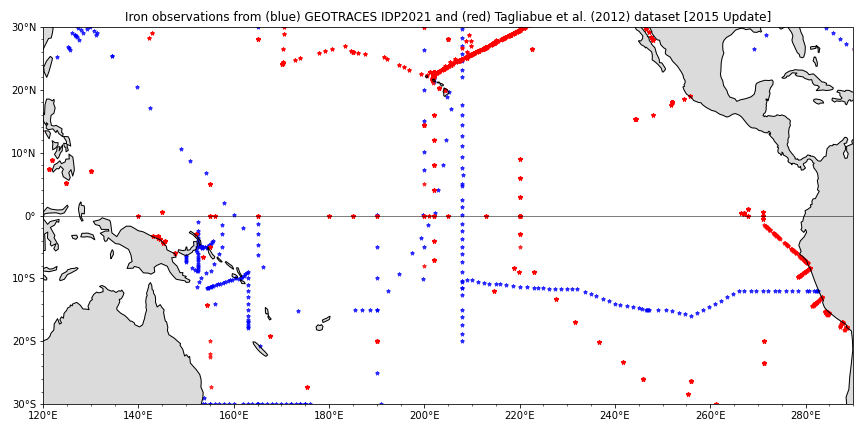 Iron observations from (blue) GEOTRACES IDP2021 and (red) Tagliabue et al. (2012) dataset [2015 Update]
30°N
20°N
10°N
0°
10°S
20°S
30°S
120°E 140°E 160°E 180°E 200°E 220°E 240°E 260°E 280°E